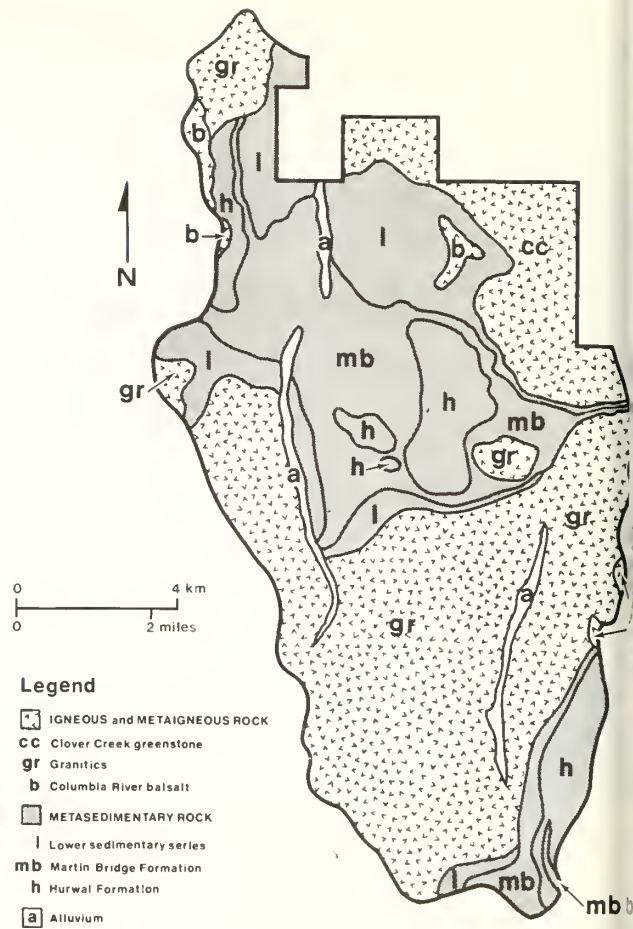 gr
b
l
h
b
a
l
b
cc
N
mb
l
h
mb
gr
h
gr
h
a
l
gr
a
gr
0 4 km
0 2 miles
h
l
mb
mb
b
Legend
IGNEOUS and METAIGNEOUS ROCK
cc Clover Creek greenstone
gr Granitics
b Columbia River balsalt
METASEDIMENTARY ROCK
l Lower sedimentary series
mb Martin Bridge Formation
h Hurwal Formation
a Alluvium